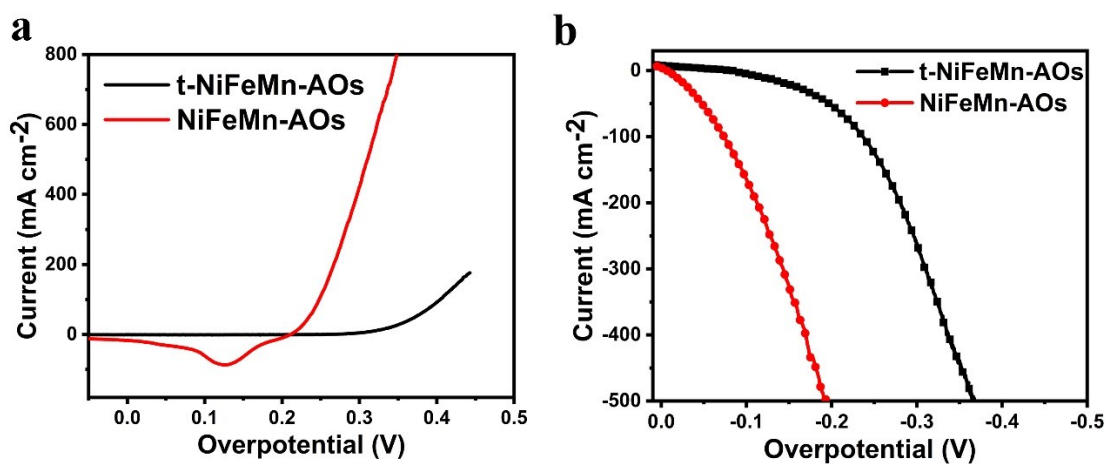 a
t-NiFeMn-AOs
NiFeMn-AOs
Current (mA cm-2)
800
600
400
200
0
0.0 0.1 0.2 0.3 0.4 0.5
Overpotential (V)
b
t-NiFeMn-AOs
NiFeMn-AOs
Current (mA cm-2)
0
-100
-200
-300
-400
-500
0.0 -0.1 -0.2 -0.3 -0.4 -0.5
Overpotential (V)